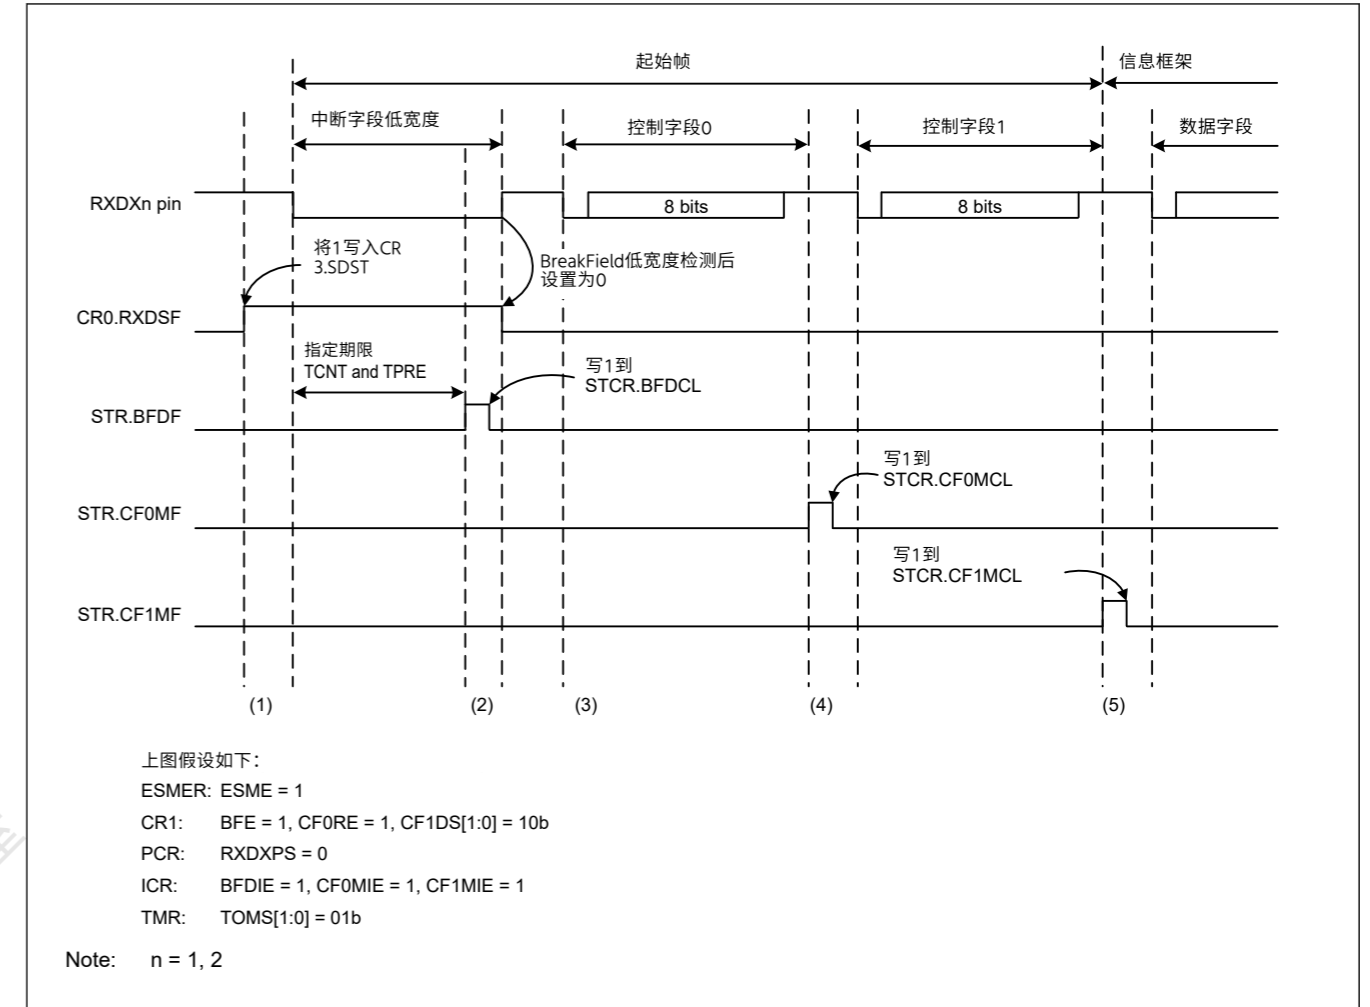 起始帧
信息框架
中断字段低宽度
控制字段0
控制字段1
数据字段
RXDXn pin
8 bits
8 bits
将1写入CR
3.SDST
BreakField低宽度检测后
设置为0
CR0.RXDSF
指定期限
TCNT and TPRE
写1到
STCR.BFDCL
STR.BFDF
写1到
STCR.CF0MCL
STR.CF0MF
写1到
STCR.CF1MCL
STR.CF1MF
(1)
(2)
(3)
(4)
(5)
上图假设如下：
ESMER: ESME = 1
CR1: BFE = 1, CF0RE = 1, CF1DS[1:0] = 10b
PCR: RXDXPS = 0
ICR: BFDIE = 1, CF0MIE = 1, CF1MIE = 1
TMR: TOMS[1:0] = 01b
Note: n = 1, 2